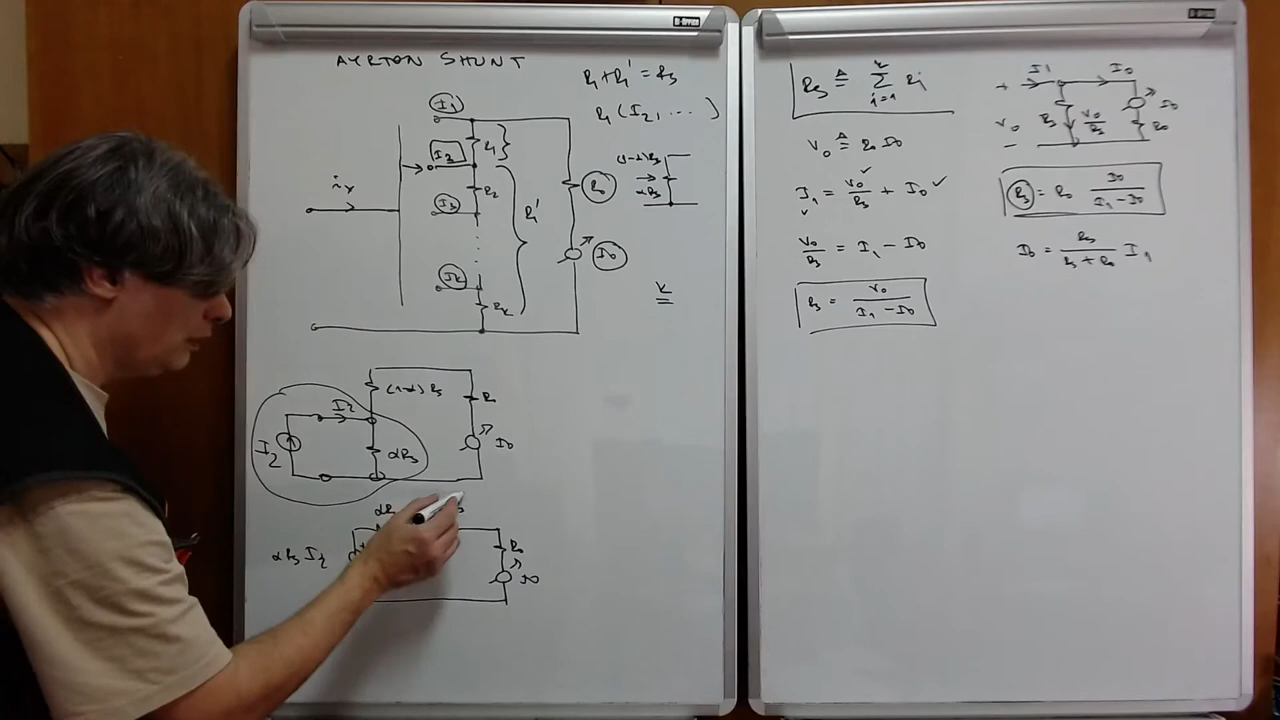 BI-OFFICE
AYRTON SHUNT
R₁ + R₁' = Rs
R₁ (I₂, ... )
I₁
R₁
I₂
R₂
I₃
R₁'
Ik
Rk
ix
R₀
I₀
(1-α)Rs
αRs
k
(1-α) Rs
I₂
I₂
αRs
R₀
I₀
αRs I₂
R₀
I₀
Rs ≜ Σ Ri
k
i=1
V₀ ≜ R₀ I₀
I₁ = V₀/Rs + I₀
V₀/Rs = I₁ - I₀
Rs = V₀/(I₁ - I₀)
I₁
I₀
+
V₀
-
Rs
V₀/Rs
I₀
R₀
Rs = R₀ I₀/(I₁ - I₀)
I₀ = Rs/(Rs + R₀) I₁